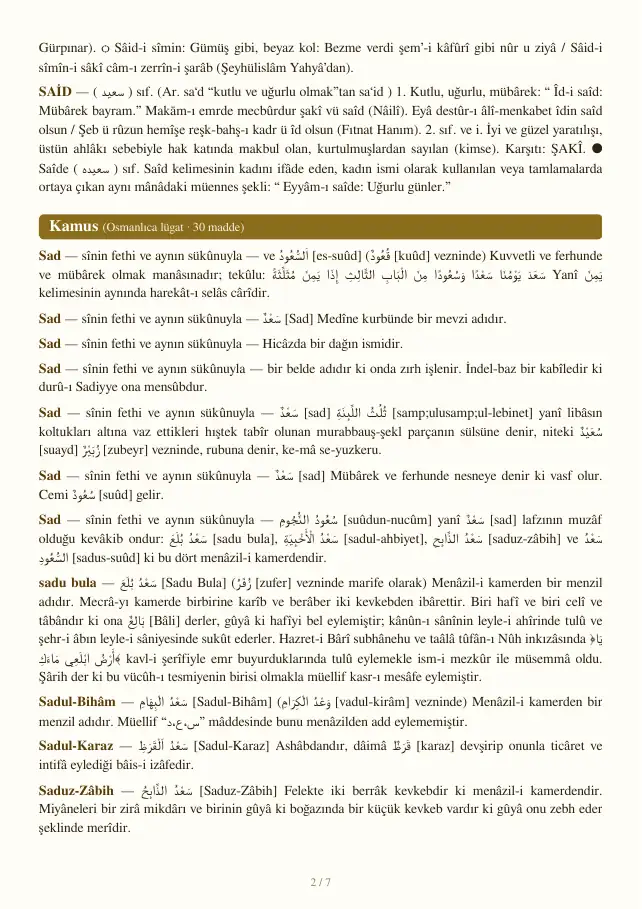 Gürpınar). ○ Sâid-i sîmin: Gümüş gibi, beyaz kol: Bezme verdi şem’-i kâfûrî gibi nûr u ziyâ / Sâid-i
sîmîn-i sâkî câm-ı zerrîn-i şarâb (Şeyhülislâm Yahyâ’dan).
SAİD — ( سعيد ) sıf. (Ar. sa‘d “kutlu ve uğurlu olmak”tan sa‘іd ) 1. Kutlu, uğurlu, mübârek: “ Îd-i saîd:
Mübârek bayram.” Makām-ı emrde mecbûrdur şakî vü saîd (Nâilî). Eyâ destûr-ı âlî-menkabet îdin saîd
olsun / Şeb ü rûzun hemîşe reşk-bahş-ı kadr ü îd olsun (Fıtnat Hanım). 2. sıf. ve i. İyi ve güzel yaratılışı,
üstün ahlâkı sebebiyle hak katında makbul olan, kurtulmuşlardan sayılan (kimse). Karşıtı: ŞAKÎ. ●
Saîde ( سعيده ) sıf. Saîd kelimesinin kadını ifâde eden, kadın ismi olarak kullanılan veya tamlamalarda
ortaya çıkan aynı mânâdaki müennes şekli: “ Eyyâm-ı saîde: Uğurlu günler.”
Kamus (Osmanlıca lügat · 30 madde)
Sad — sînin fethi ve aynın sükûnuyla — ve اَلسُّعُودُ [es-suûd] (قُعُودٌ [kuûd] vezninde) Kuvvetli ve ferhunde
ve mübârek olmak manâsınadır; tekûlu: سَعَدَ يَوْمُنَا سَعْدًا وَسُعُودًا مِنَ الْبَابِ الثَّالِثِ إِذَا يَمِنَ مُثَلَّثَةً Yanî يَمِنَ
kelimesinin aynında harekât-ı selâs cârîdir.
Sad — sînin fethi ve aynın sükûnuyla — سَعْدٌ [Sad] Medîne kurbünde bir mevzi adıdır.
Sad — sînin fethi ve aynın sükûnuyla — Hicâzda bir dağın ismidir.
Sad — sînin fethi ve aynın sükûnuyla — bir belde adıdır ki onda zırh işlenir. İndel-baz bir kabîledir ki
durû-ı Sadiyye ona mensûbdur.
Sad — sînin fethi ve aynın sükûnuyla — سَعْدٌ [sad] ثُلُثُ اللَّبِنَةِ [samp;ulusamp;ul-lebinet] yanî libâsın
koltukları altına vaz ettikleri hıştek tabîr olunan murabbauş-şekl parçanın sülsüne denir, niteki سُعَيْدٌ
[suayd] زُبَيْرٌ [zubeyr] vezninde, rubuna denir, ke-mâ se-yuzkeru.
Sad — sînin fethi ve aynın sükûnuyla — سَعْدٌ [sad] Mübârek ve ferhunde nesneye denir ki vasf olur.
Cemi سُعُودٌ [suûd] gelir.
Sad — sînin fethi ve aynın sükûnuyla — سُعُودُ النُّجُومِ [suûdun-nucûm] yanî سَعْدٌ [sad] lafzının muzâf
olduğu kevâkib ondur: سَعْدُ بُلَعَ [sadu bula], سَعْدُ الْأَخْبِيَةِ [sadul-ahbiyet], سَعْدُ الذَّابِحِ [saduz-zâbih] ve سَعْدُ
السُّعُودِ [sadus-suûd] ki bu dört menâzil-i kamerdendir.
sadu bula — سَعْدُ بُلَعَ [Sadu Bula] (زُفَرُ [zufer] vezninde marife olarak) Menâzil-i kamerden bir menzil
adıdır. Mecrâ-yı kamerde birbirine karîb ve berâber iki kevkebden ibârettir. Biri hafî ve biri celî ve
tâbândır ki ona بَالِعٌ [Bâli] derler, gûyâ ki hafîyi bel eylemiştir; kânûn-ı sânînin leyle-i ahîrinde tulû ve
şehr-i âbın leyle-i sâniyesinde sukût ederler. Hazret-i Bârî subhânehu ve taâlâ tûfân-ı Nûh inkızâsında ﴿يَا
أَرْضُ ابْلَعِي مَاءَكِ﴾ kavl-i şerîfiyle emr buyurduklarında tulû eylemekle ism-i mezkûr ile müsemmâ oldu.
Şârih der ki bu vücûh-ı tesmiyenin birisi olmakla müellif kasr-ı mesâfe eylemiştir.
Sadul-Bihâm — سَعْدُ الْبِهَامِ [Sadul-Bihâm] (وَعْدُ الْكِرَامِ [vadul-kirâm] vezninde) Menâzil-i kamerden bir
menzil adıdır. Müellif “س،ع،د” mâddesinde bunu menâzilden add eylememiştir.
Sadul-Karaz — سَعْدُ الْقَرَظِ [Sadul-Karaz] Ashâbdandır, dâimâ قَرَظٌ [karaz] devşirip onunla ticâret ve
intifâ eylediği bâis-i izâfedir.
Saduz-Zâbih — سَعْدُ الذَّابِحُ [Saduz-Zâbih] Felekte iki berrâk kevkebdir ki menâzil-i kamerdendir.
Miyâneleri bir zirâ mikdârı ve birinin gûyâ ki boğazında bir küçük kevkeb vardır ki gûyâ onu zebh eder
şeklinde merîdir.
2 / 7